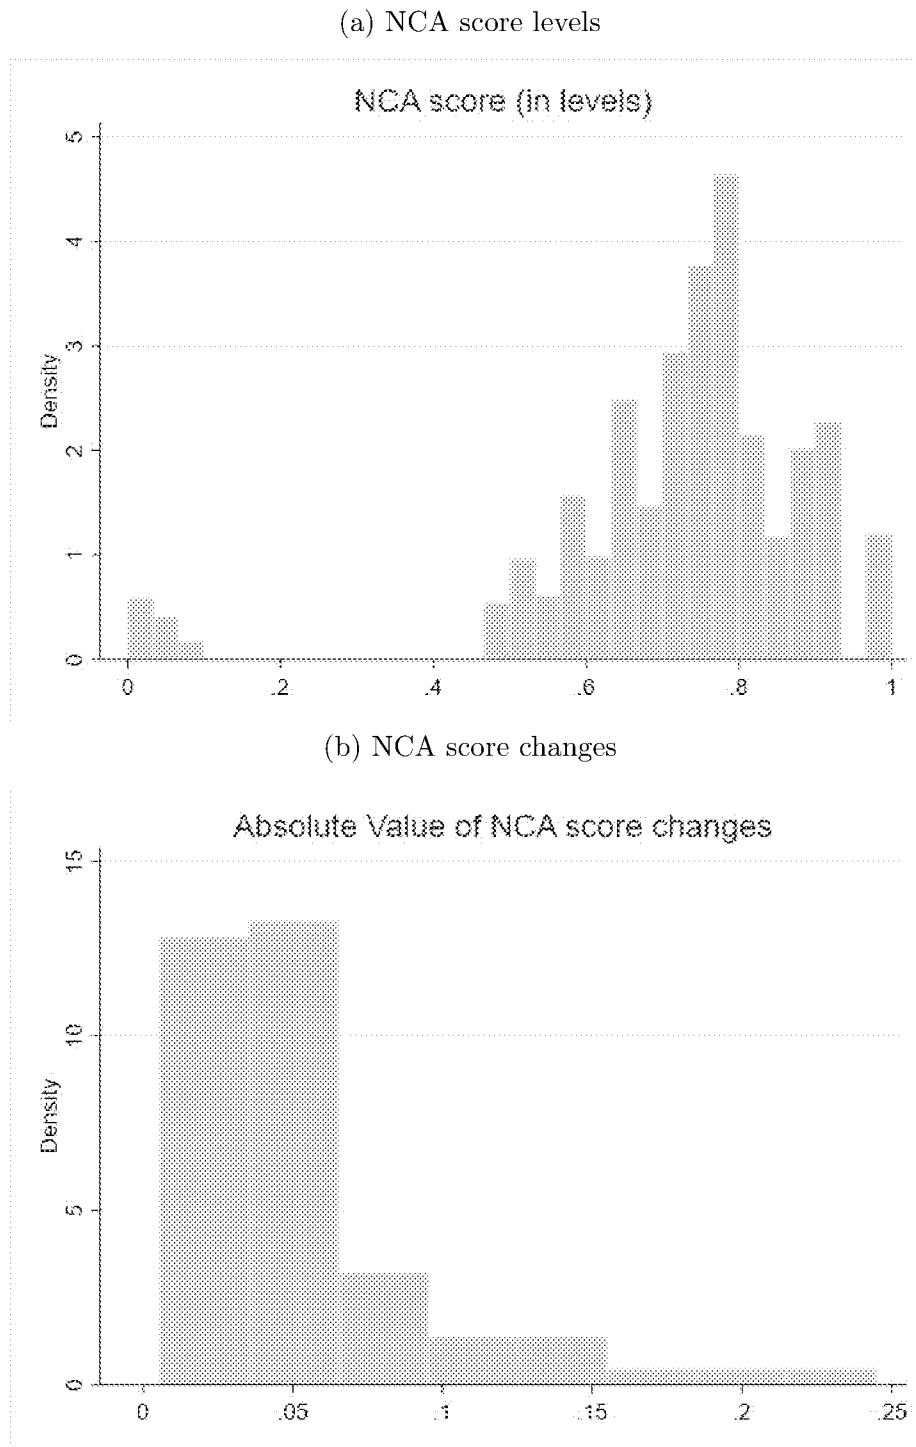 (a) NCA score levels
NCA score (in levels)
5
4
3
2
1
0
Density
0 .2 .4 .6 .8 1
(b) NCA score changes
Absolute Value of NCA score changes
15
10
5
0
Density
0 .05 .1 .15 .2 .25